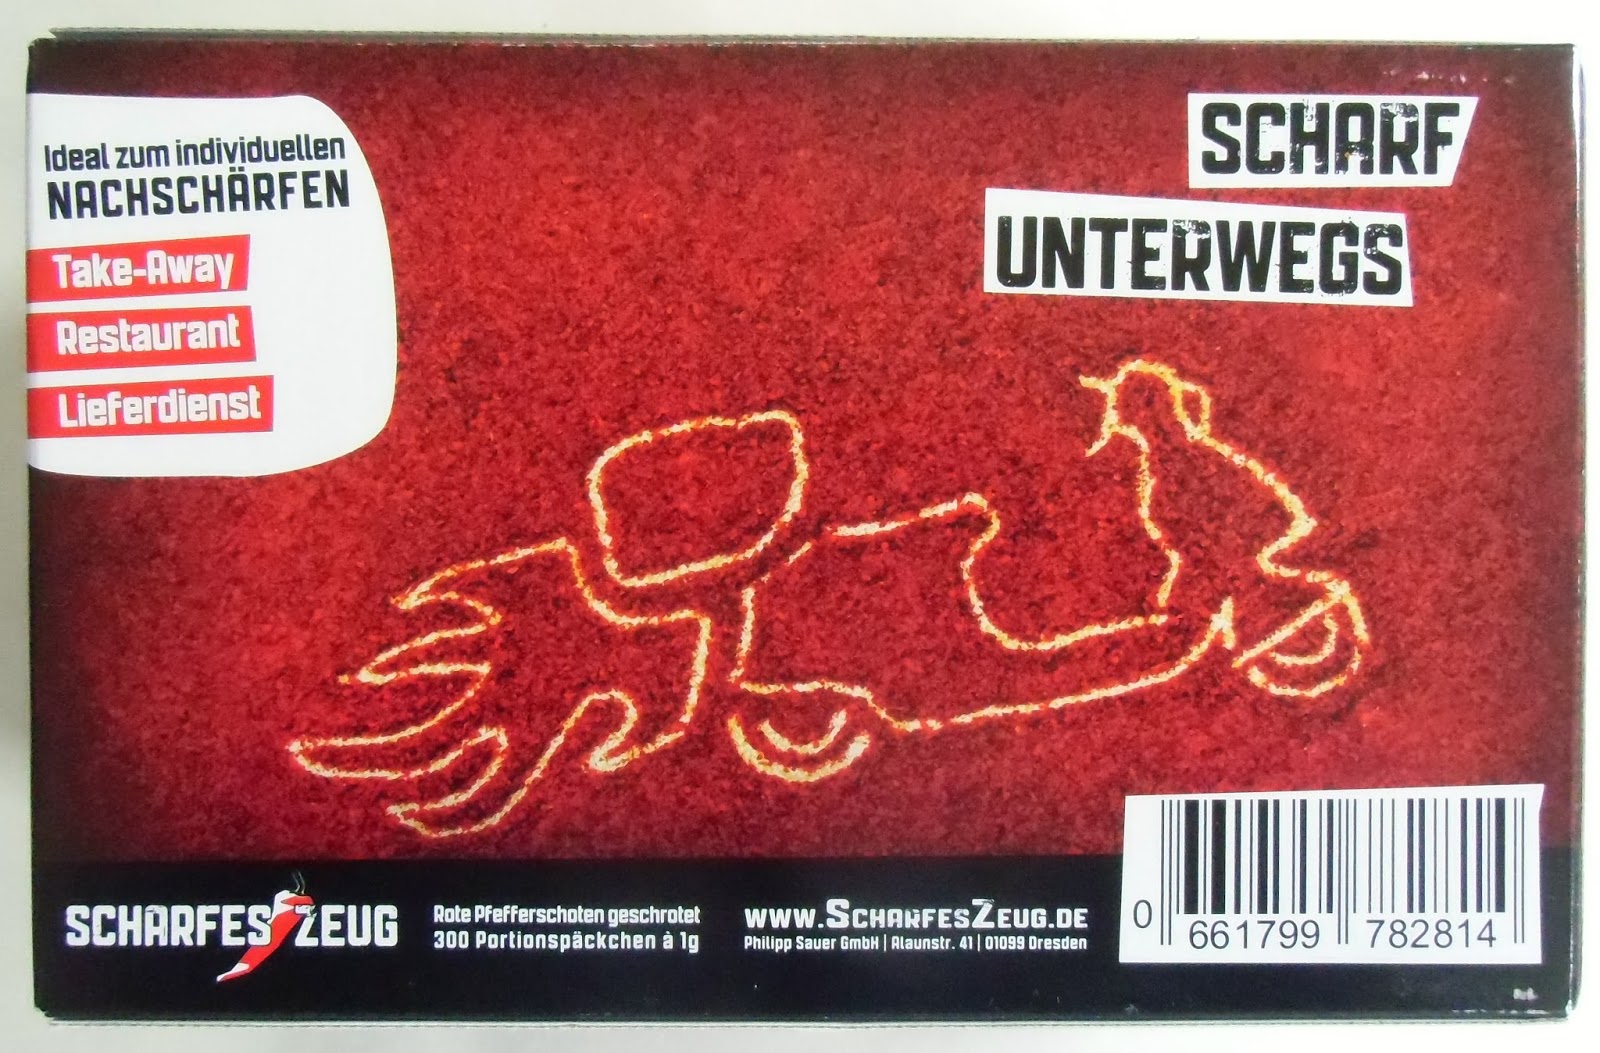 Ideal zum individuellen
NACHSCHÄRFEN
Take-Away
Restaurant
Lieferdienst
SCHARF
UNTERWEGS
SCHARFESZEUG
Rote Pfefferschoten geschrotet
300 Portionspäckchen à 1g
WWW.SCHARFESZEUG.DE
Philipp Sauer GmbH | Alaunstr. 41 | 01099 Dresden
0 661799 782814